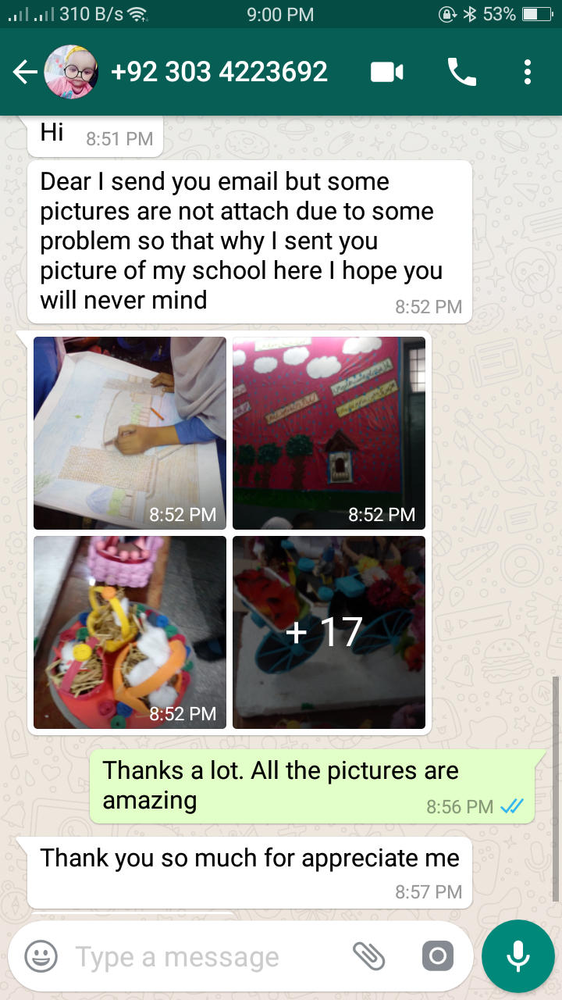 310 B/s 9:00 PM 53%
+92 303 4223692
Hi 8:51 PM
Dear I send you email but some
pictures are not attach due to some
problem so that why I sent you
picture of my school here I hope you
will never mind 8:52 PM
8:52 PM 8:52 PM
8:52 PM + 17
Thanks a lot. All the pictures are
amazing 8:56 PM
Thank you so much for appreciate me
8:57 PM
Type a message